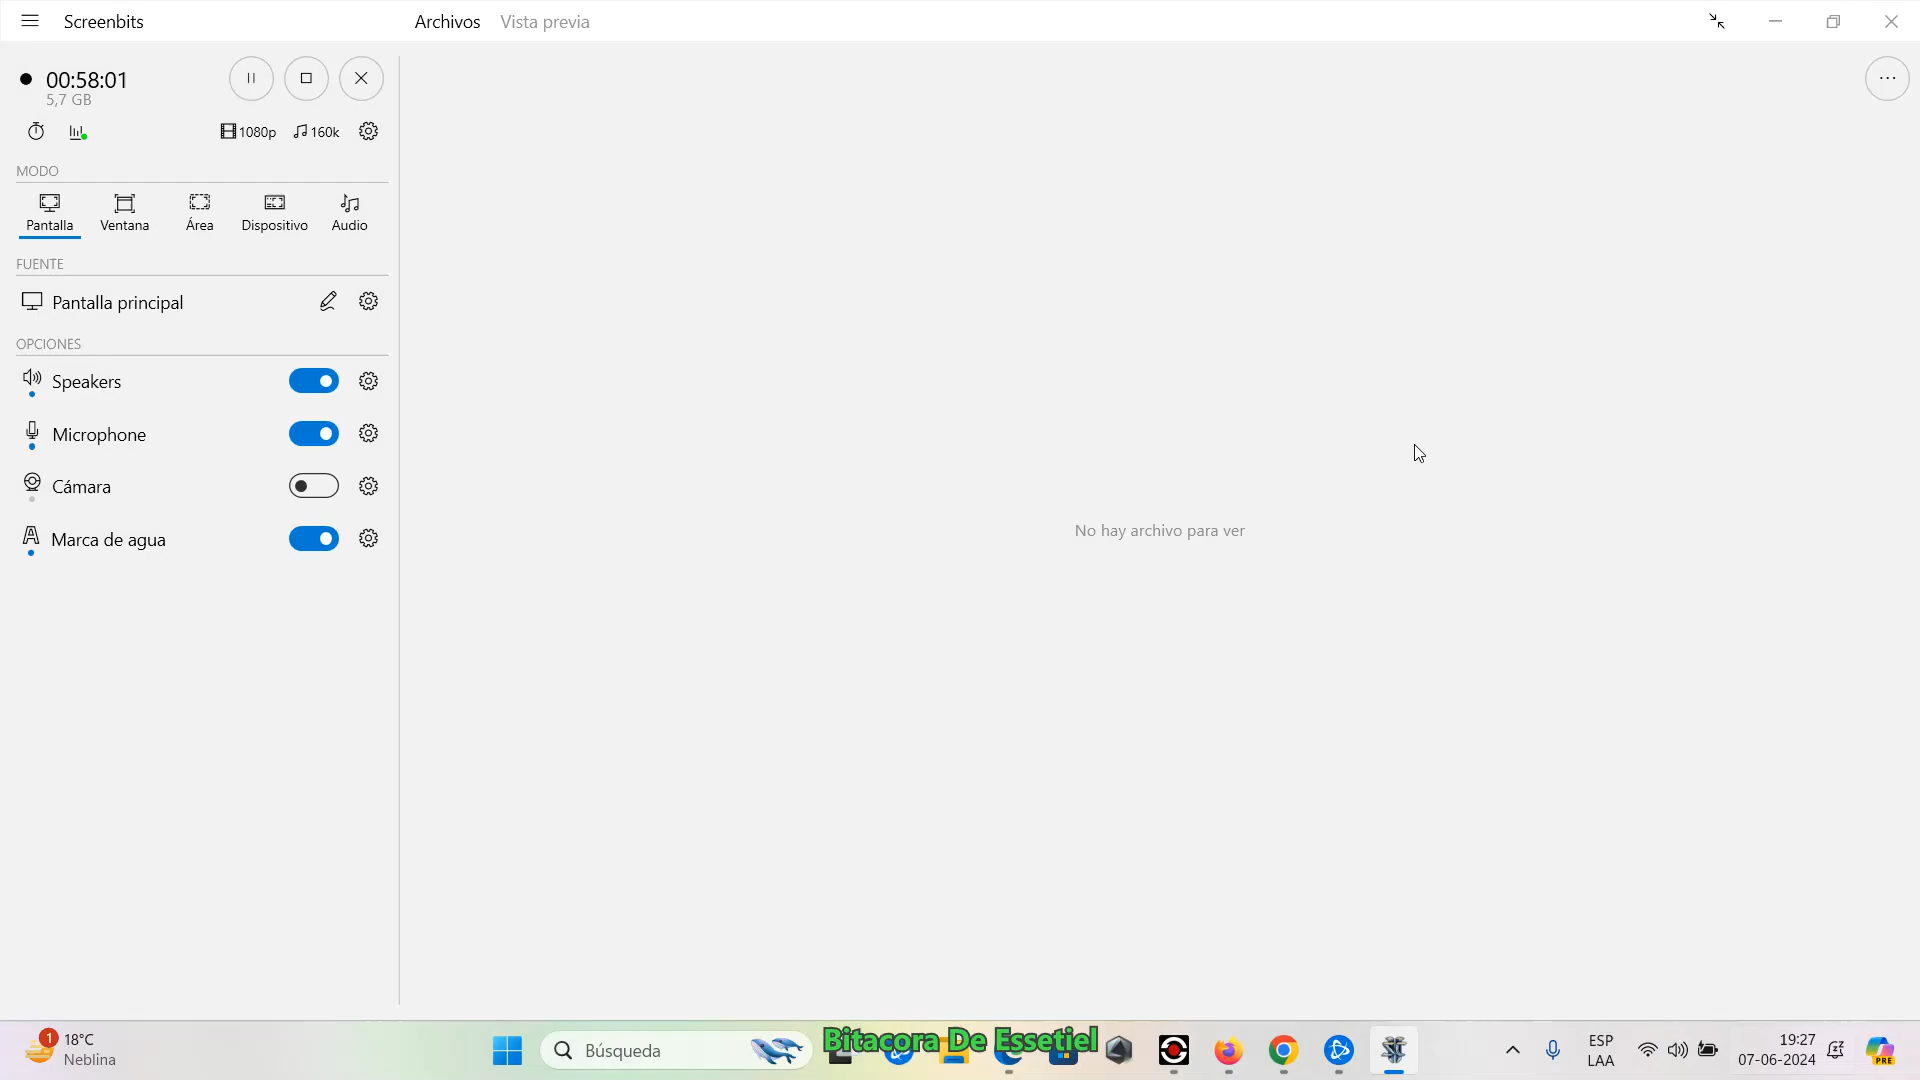 Screenbits
Archivos Vista previa
00:58:01
5,7 GB
1080p 160k
MODO
Pantalla Ventana Área Dispositivo Audio
FUENTE
Pantalla principal
OPCIONES
Speakers
Microphone
Cámara
Marca de agua
No hay archivo para ver
1
18°C
Neblina
Búsqueda
Bitacora De Essetiel
ESP
LAA
19:27
07-06-2024
PRE